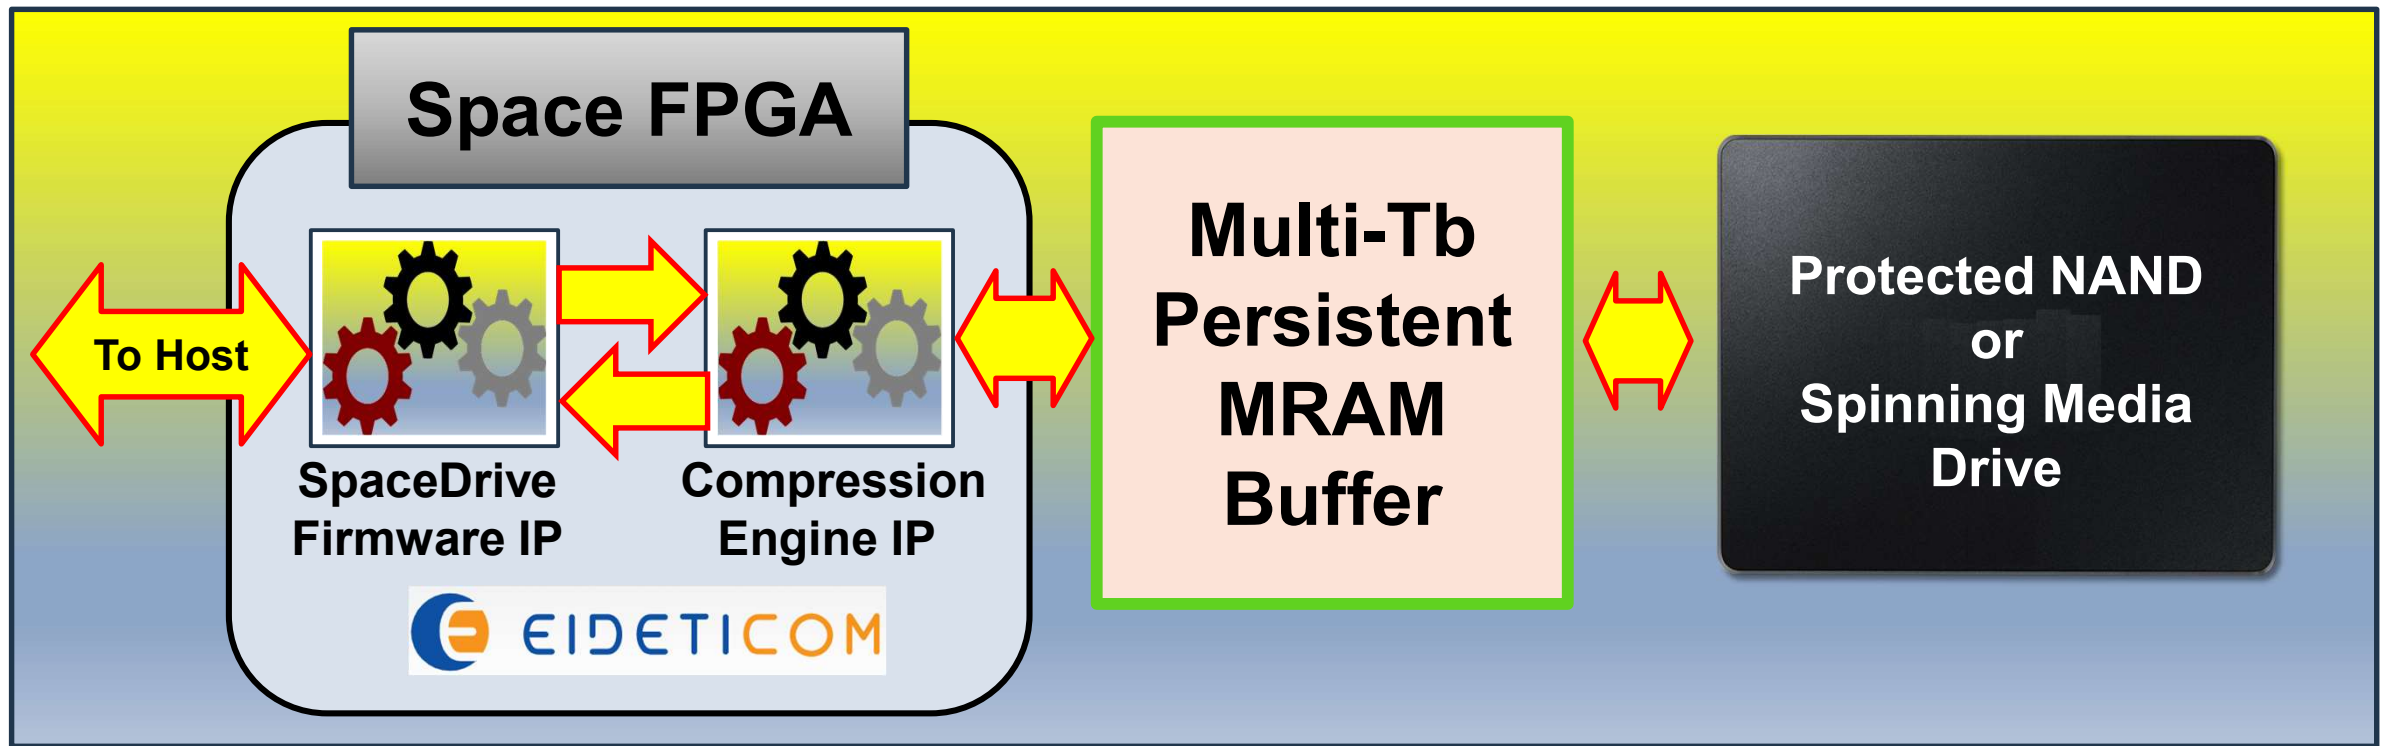 Space FPGA
To Host
SpaceDrive
Firmware IP
Compression
Engine IP
EIDETICOM
Multi-Tb
Persistent
MRAM
Buffer
Protected NAND
or
Spinning Media
Drive